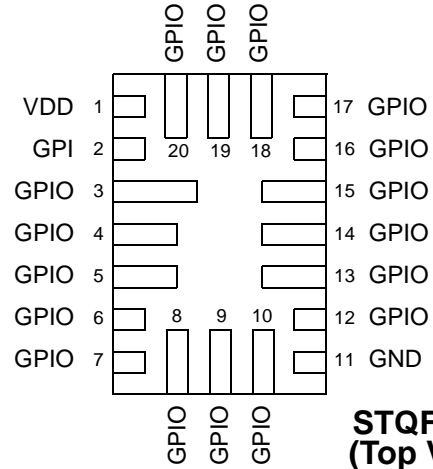 GPIO GPIO GPIO
VDD 1 17 GPIO
GPI 2 20 19 18 16 GPIO
GPIO 3 15 GPIO
GPIO 4 14 GPIO
GPIO 5 13 GPIO
GPIO 6 8 9 10 12 GPIO
GPIO 7 11 GND
GPIO GPIO GPIO
(Top